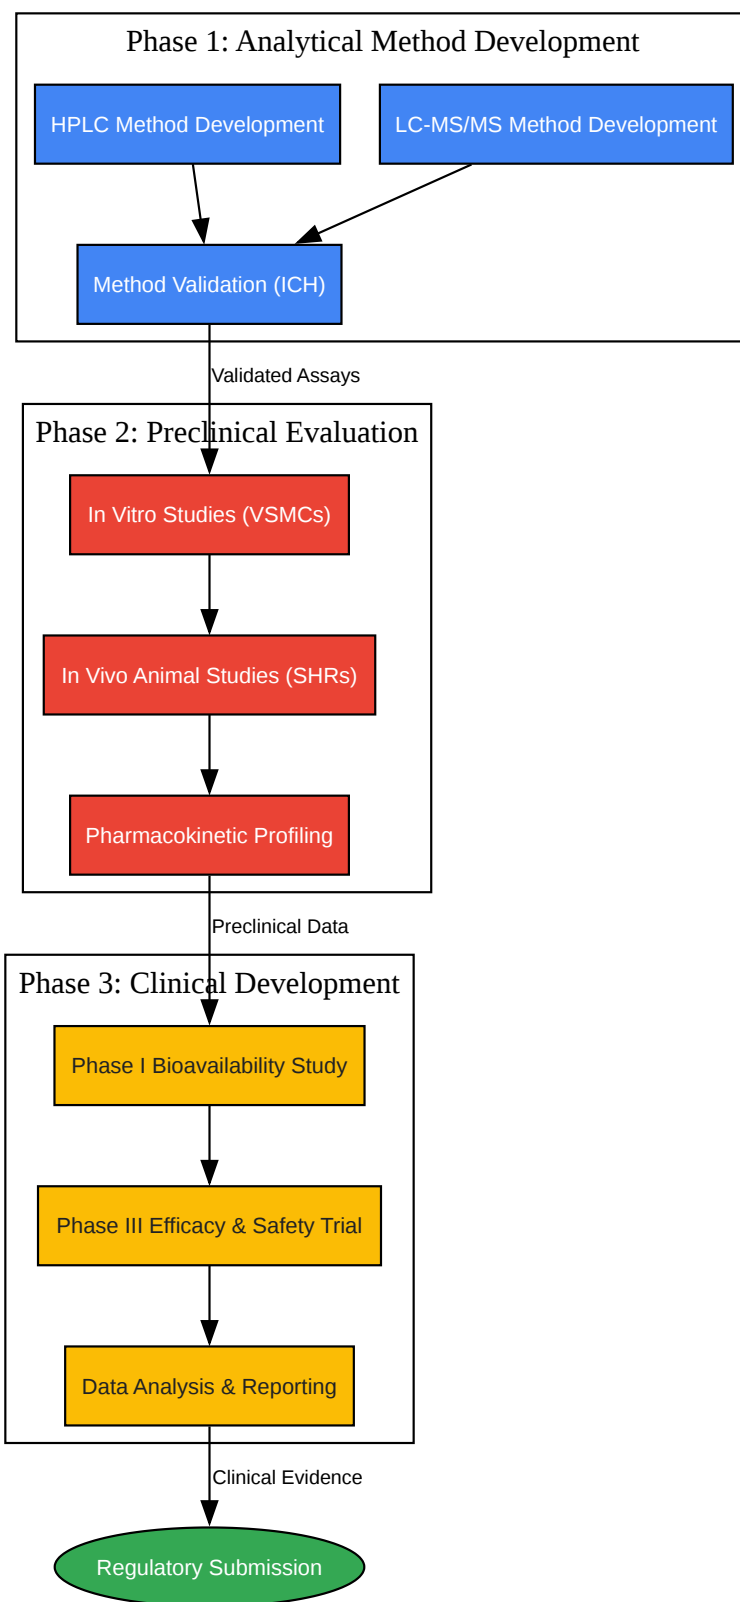 Phase 1: Analytical Method Development
HPLC Method Development
LC-MS/MS Method Development
Method Validation (ICH)
Validated Assays
Phase 2: Preclinical Evaluation
In Vitro Studies (VSMCs)
In Vivo Animal Studies (SHRs)
Pharmacokinetic Profiling
Preclinical Data
Phase 3: Clinical Development
Phase I Bioavailability Study
Phase III Efficacy & Safety Trial
Data Analysis & Reporting
Clinical Evidence
Regulatory Submission